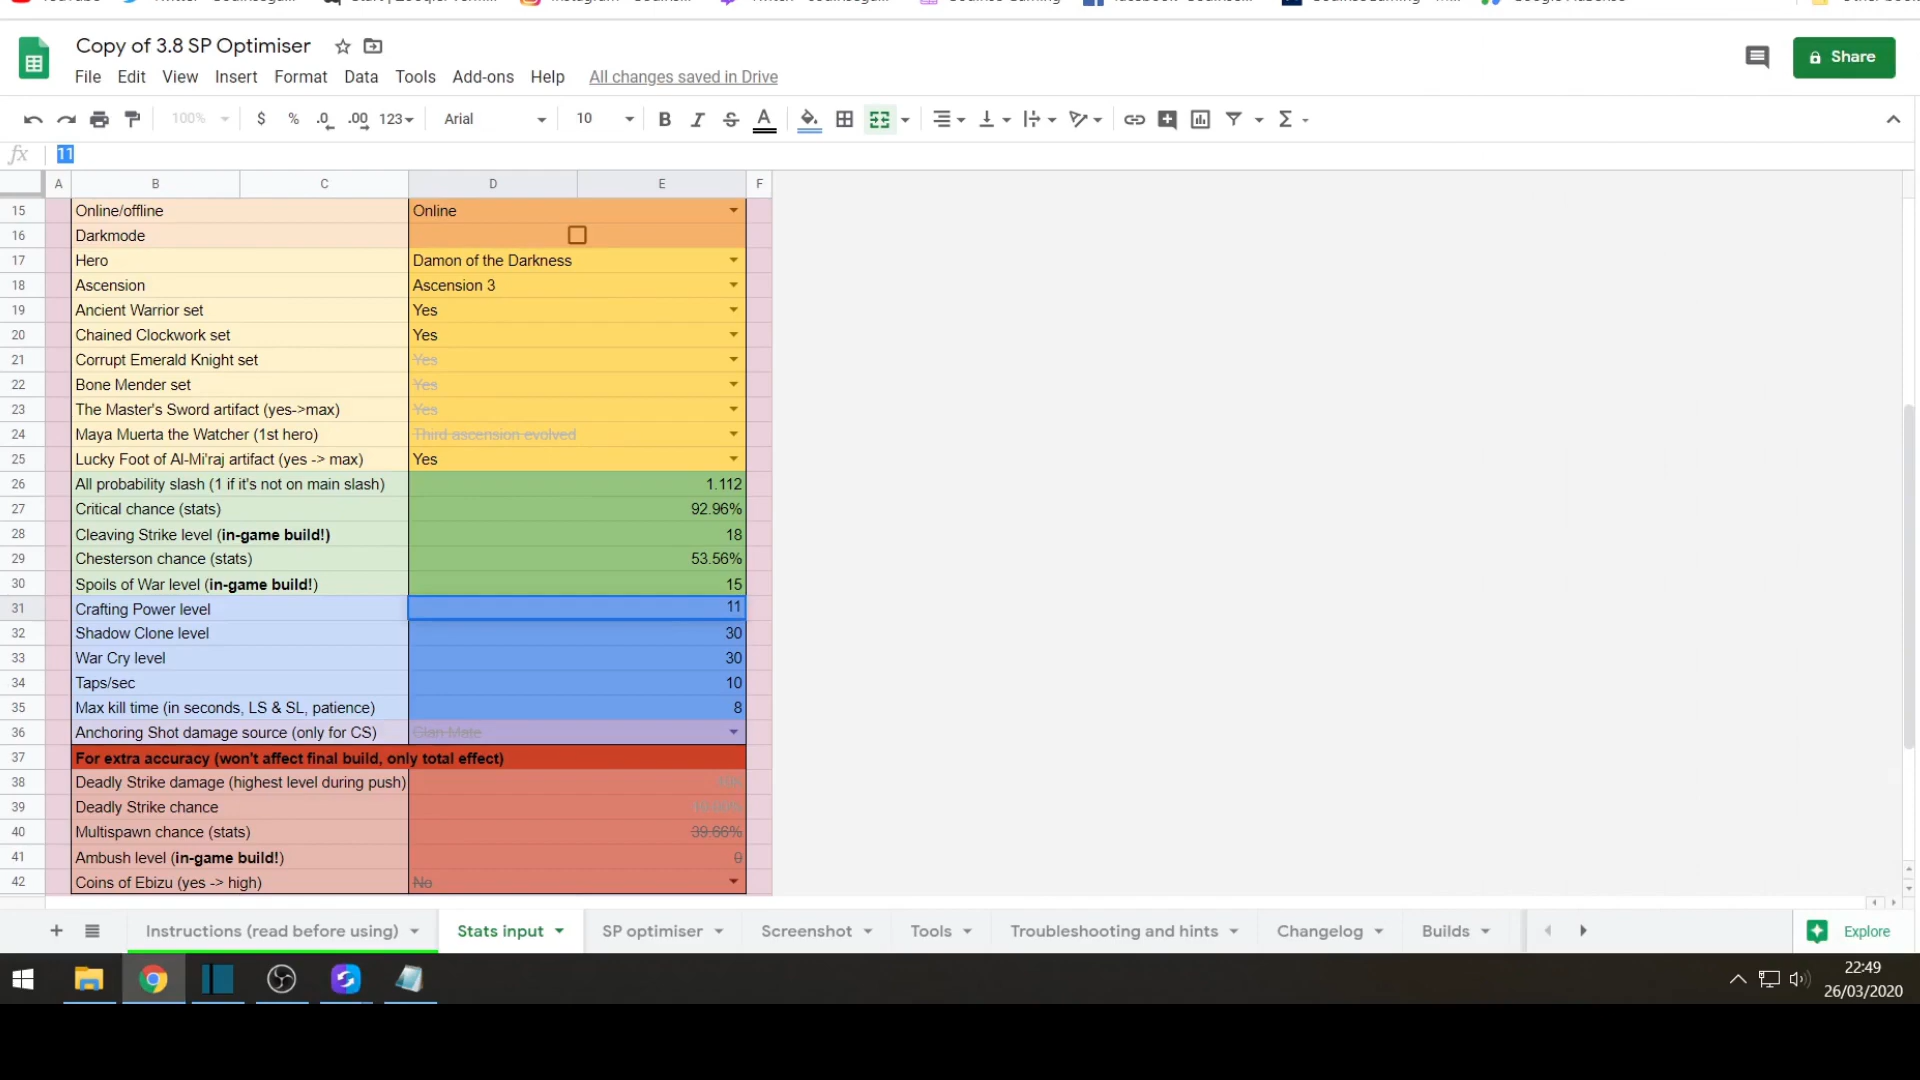 Copy of 3.8 SP Optimiser
File Edit View Insert Format Data Tools Add-ons Help All changes saved in Drive
Share
100% $ % .0 .00 123 Arial 10 B I S A
fx 11
A B C D E F
15 Online/offline Online
16 Darkmode
17 Hero Damon of the Darkness
18 Ascension Ascension 3
19 Ancient Warrior set Yes
20 Chained Clockwork set Yes
21 Corrupt Emerald Knight set Yes
22 Bone Mender set Yes
23 The Master's Sword artifact (yes->max) Yes
24 Maya Muerta the Watcher (1st hero) Third ascension evolved
25 Lucky Foot of Al-Mi'raj artifact (yes -> max) Yes
26 All probability slash (1 if it's not on main slash) 1.112
27 Critical chance (stats) 92.96%
28 Cleaving Strike level (in-game build!) 18
29 Chesterson chance (stats) 53.56%
30 Spoils of War level (in-game build!) 15
31 Crafting Power level 11
32 Shadow Clone level 30
33 War Cry level 30
34 Taps/sec 10
35 Max kill time (in seconds, LS & SL, patience) 8
36 Anchoring Shot damage source (only for CS) Clan Mate
37 For extra accuracy (won't affect final build, only total effect)
38 Deadly Strike damage (highest level during push)
39 Deadly Strike chance
40 Multispawn chance (stats) 39.66%
41 Ambush level (in-game build!) 0
42 Coins of Ebizu (yes -> high) No
Instructions (read before using) Stats input SP optimiser Screenshot Tools Troubleshooting and hints Changelog Builds Explore
22:49
26/03/2020